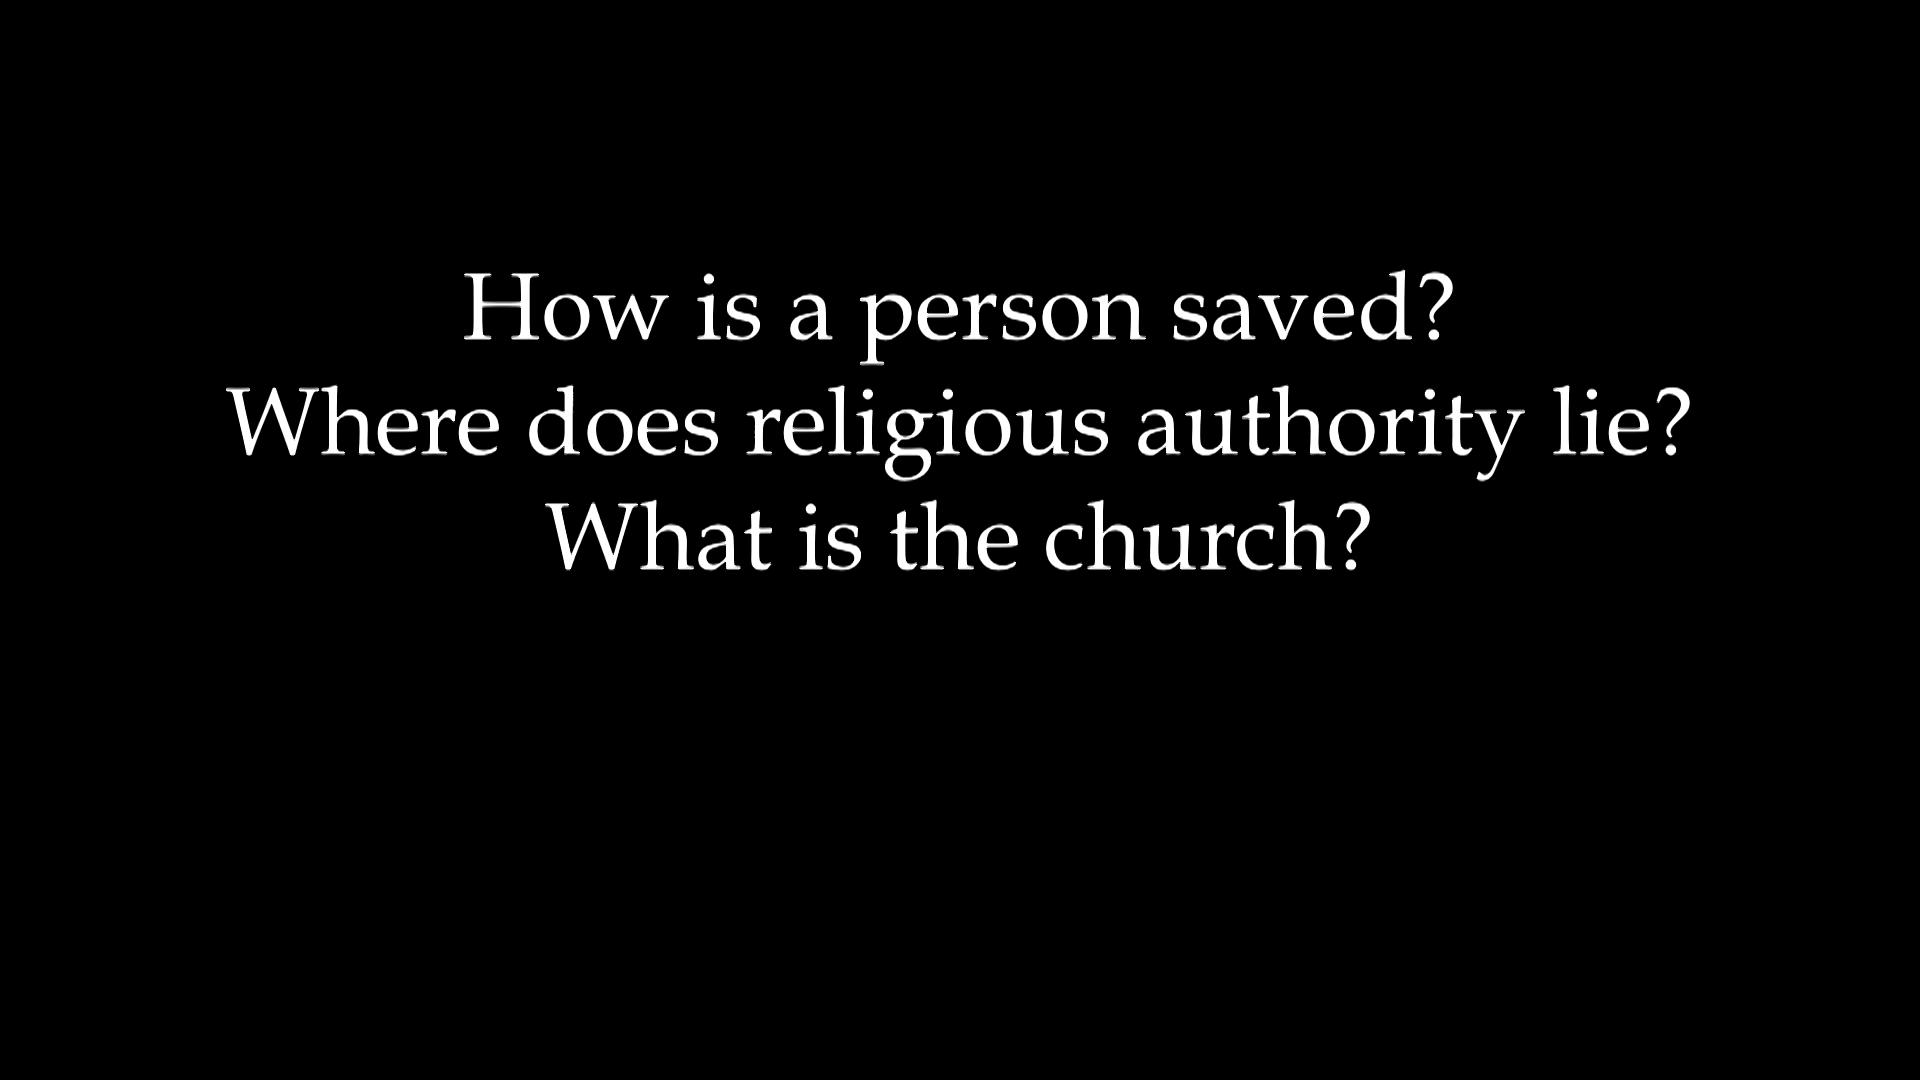 How is a person saved?
Where does religious authority lie?
What is the church?